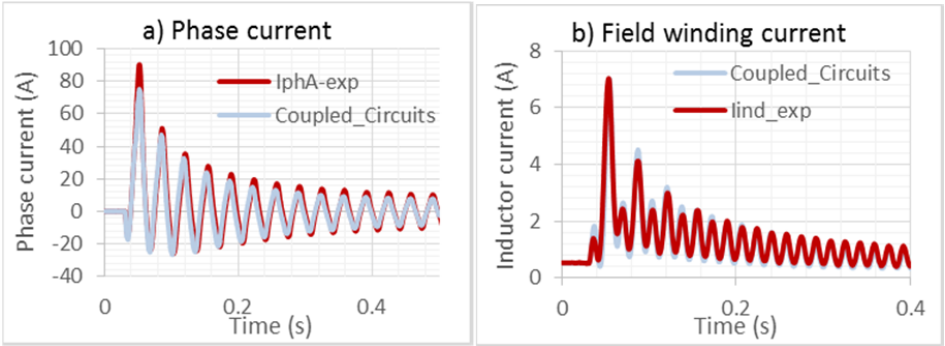 a) Phase current
100
80
60
40
20
0
-20
-40
Phase current (A)
IphA-exp
Coupled_Circuits
0
0.2
0.4
Time (s)
b) Field winding current
8
6
4
2
0
Inductor current (A)
Coupled_Circuits
Iind_exp
0
0.2
0.4
Time (s)